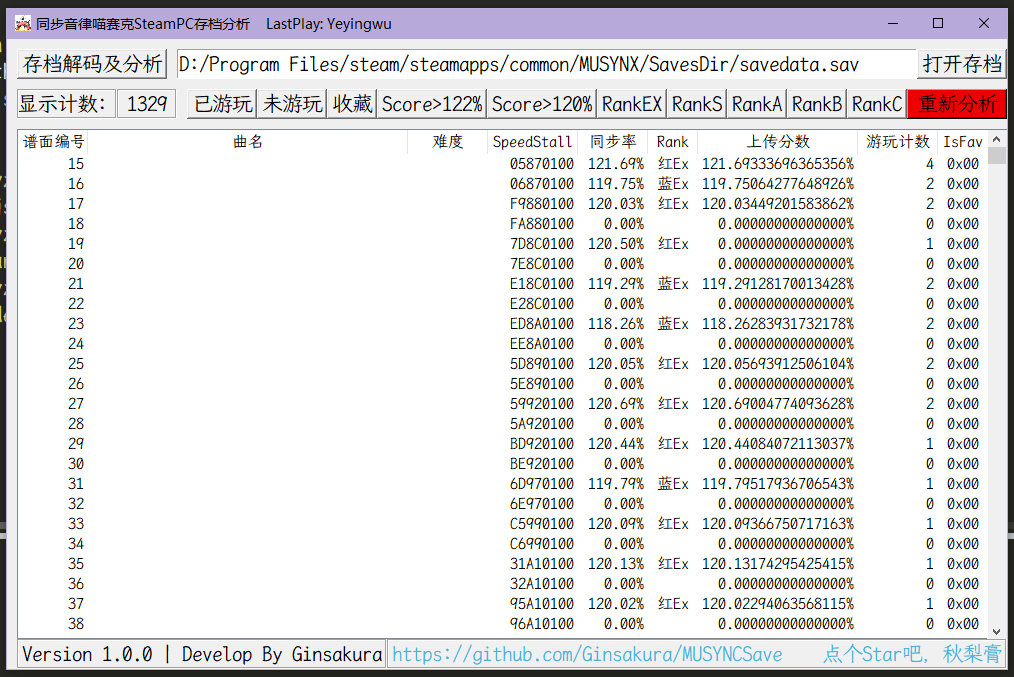 同步音律喵赛克SteamPC存档分析 LastPlay: Yeyingwu
存档解码及分析 D:/Program Files/steam/steamapps/common/MUSYNX/SavesDir/savedata.sav 打开存档
显示计数: 1329 已游玩 未游玩 收藏 Score>122% Score>120% RankEX RankS RankA RankB RankC 重新分析
谱面编号 曲名 难度 SpeedStall 同步率 Rank 上传分数 游玩计数 IsFav
15 05870100 121.69% 红Ex 121.69333696365356% 4 0x00
16 06870100 119.75% 蓝Ex 119.75064277648926% 2 0x00
17 F9880100 120.03% 红Ex 120.03449201583862% 2 0x00
18 FA880100 0.00% 0.00000000000000% 0 0x00
19 7D8C0100 120.50% 红Ex 0.00000000000000% 1 0x00
20 7E8C0100 0.00% 0.00000000000000% 0 0x00
21 E18C0100 119.29% 蓝Ex 119.29128170013428% 2 0x00
22 E28C0100 0.00% 0.00000000000000% 0 0x00
23 ED8A0100 118.26% 蓝Ex 118.26283931732178% 2 0x00
24 EE8A0100 0.00% 0.00000000000000% 0 0x00
25 5D890100 120.05% 红Ex 120.05693912506104% 2 0x00
26 5E890100 0.00% 0.00000000000000% 0 0x00
27 59920100 120.69% 红Ex 120.69004774093628% 2 0x00
28 5A920100 0.00% 0.00000000000000% 0 0x00
29 BD920100 120.44% 红Ex 120.44084072113037% 1 0x00
30 BE920100 0.00% 0.00000000000000% 0 0x00
31 6D970100 119.79% 蓝Ex 119.79517936706543% 1 0x00
32 6E970100 0.00% 0.00000000000000% 0 0x00
33 C5990100 120.09% 红Ex 120.09366750717163% 1 0x00
34 C6990100 0.00% 0.00000000000000% 0 0x00
35 31A10100 120.13% 红Ex 120.13174295425415% 1 0x00
36 32A10100 0.00% 0.00000000000000% 0 0x00
37 95A10100 120.02% 红Ex 120.02294063568115% 1 0x00
38 96A10100 0.00% 0.00000000000000% 0 0x00
Version 1.0.0 | Develop By Ginsakura https://github.com/Ginsakura/MUSYNCSave 点个Star吧, 秋梨膏